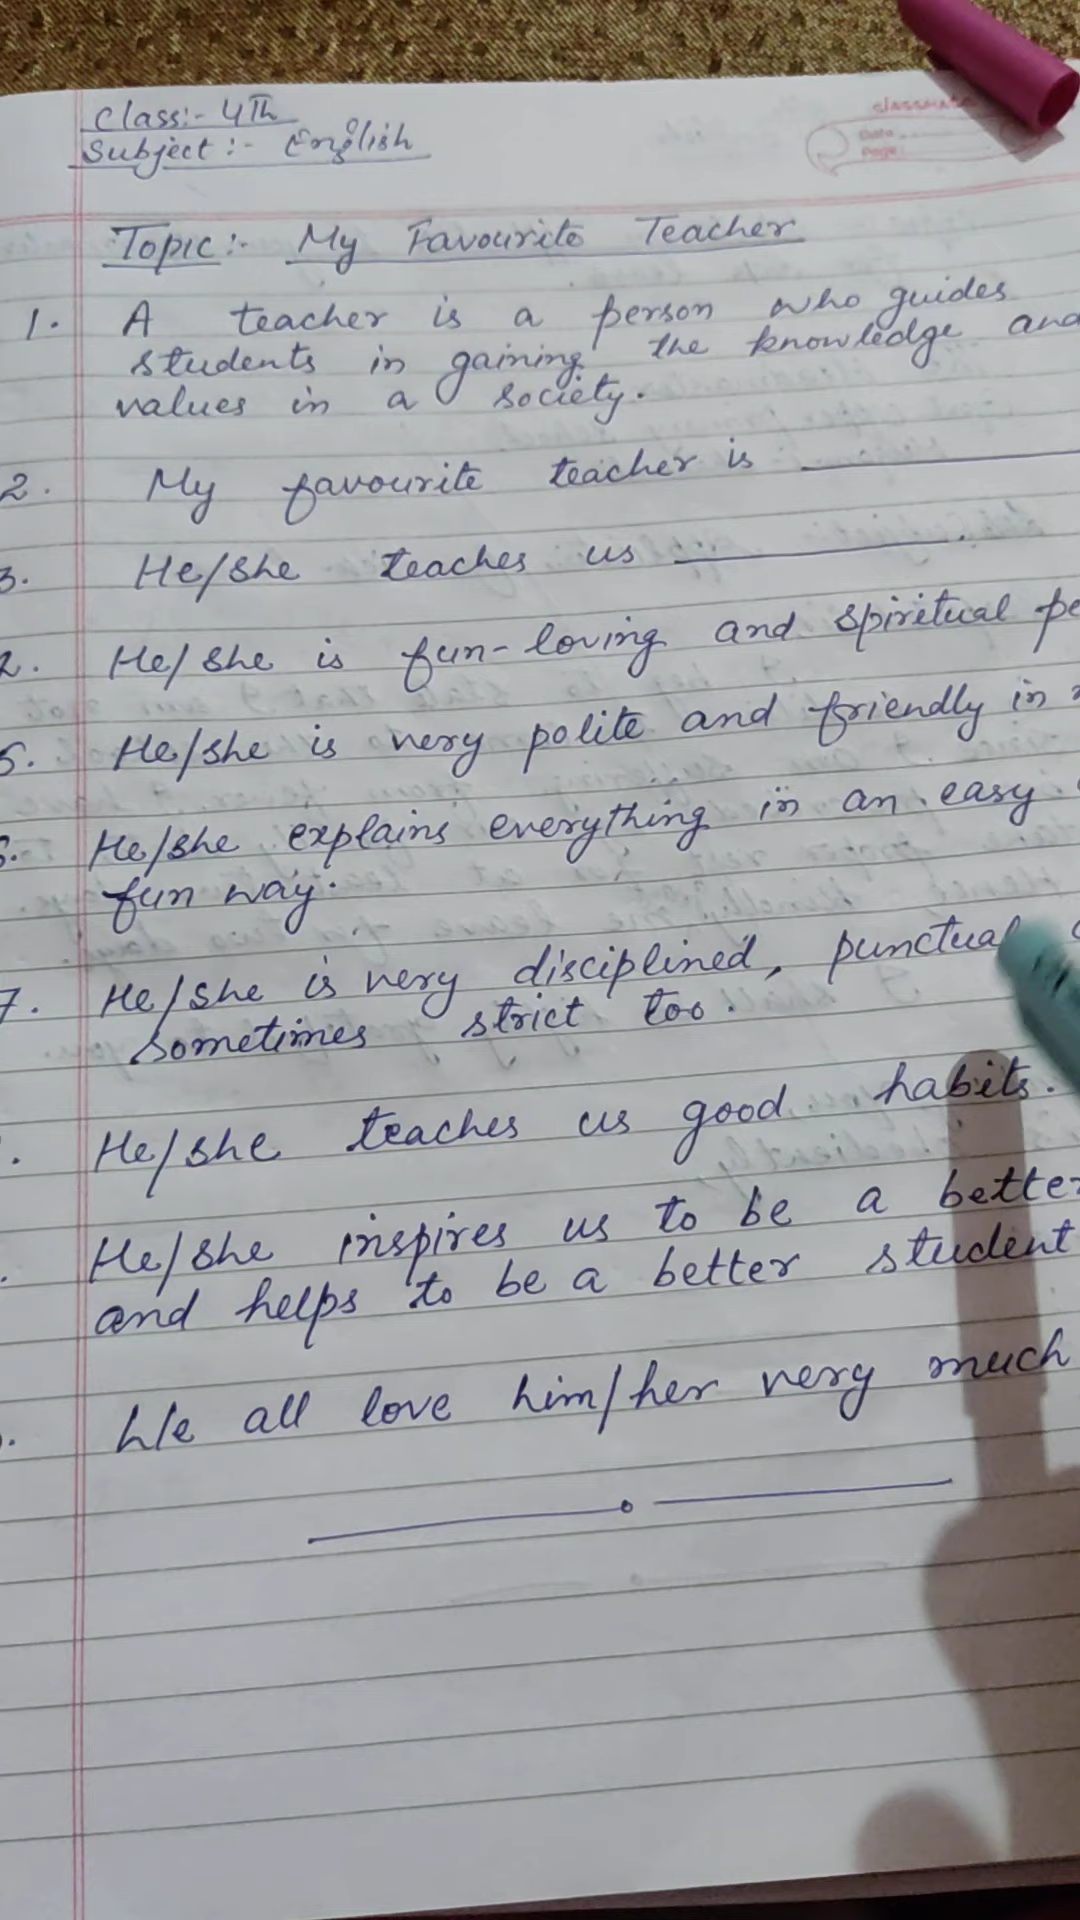 Class:- 4Th
Subject:- English
classmate
Date
Page:
Topic:- My Favourite Teacher
1. A teacher is a person who guides
students in gaining the knowledge and
values in a society.
2. My favourite teacher is
3. He/She teaches us .
He/she is fun-loving and spiritual
5. He/she is very polite and friendly in
He/she explains everything in an easy
fun way.
7. He/she is very disciplined, punctual
sometimes strict too.
He/she teaches us good habits.
He/she inspires us to be a better
and helps to be a better student
We all love him/her very much